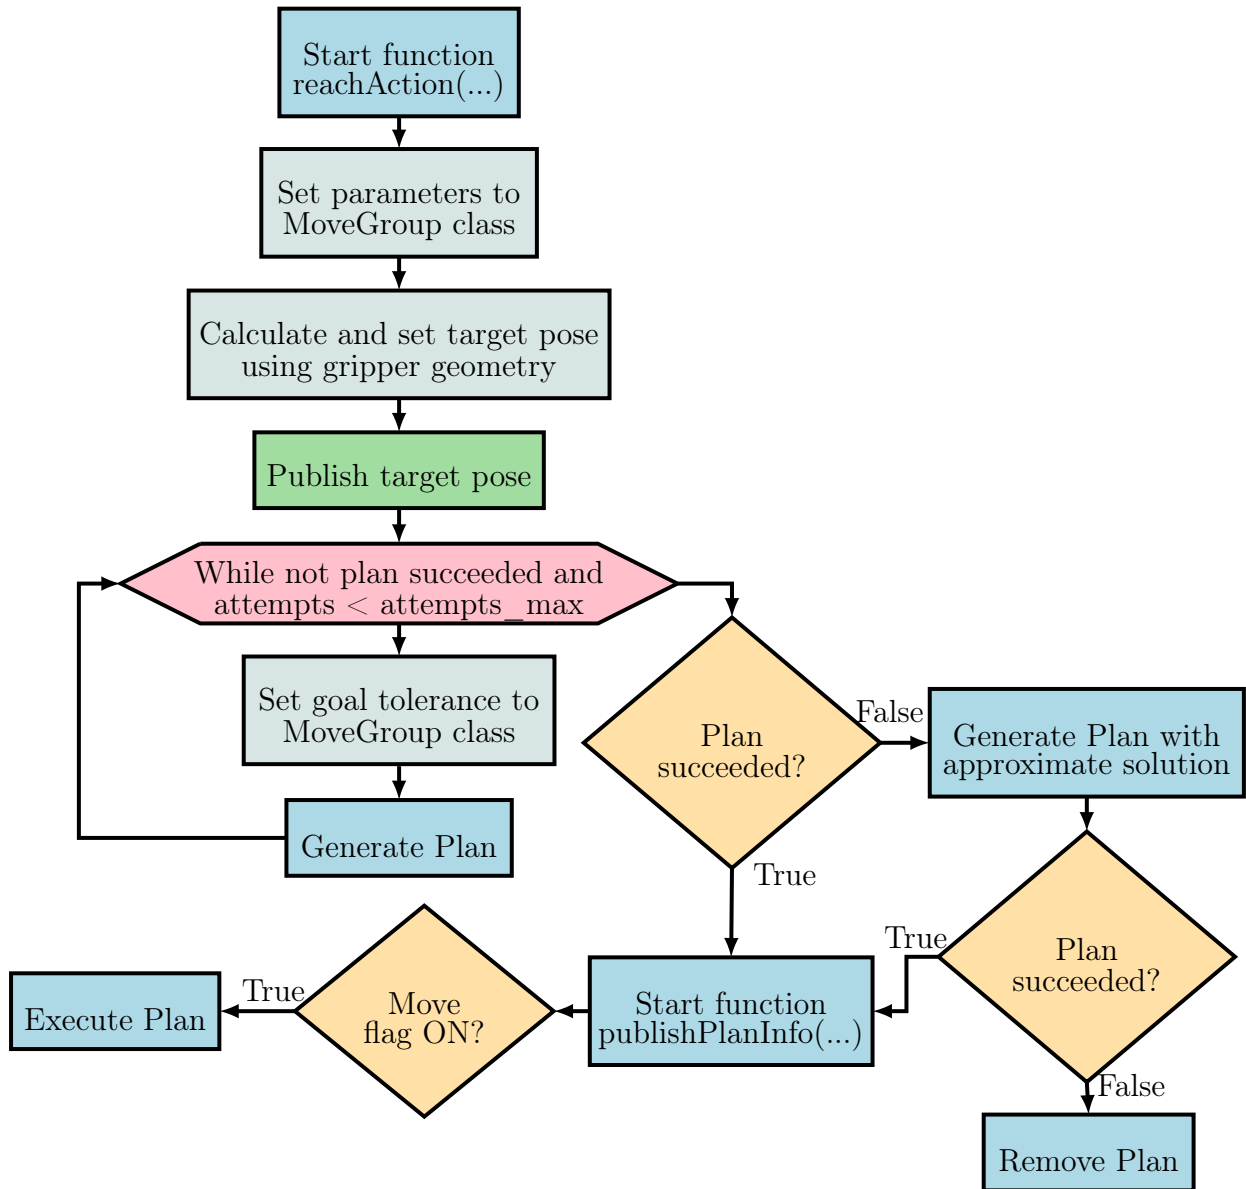 Start function
reachAction(...)
Set parameters to
MoveGroup class
Calculate and set target pose
using gripper geometry
Publish target pose
While not plan succeeded and
attempts < attempts_max
Set goal tolerance to
MoveGroup class
Generate Plan
Plan
succeeded?
False
Generate Plan with
approximate solution
True
Plan
succeeded?
True
False
Remove Plan
Start function
publishPlanInfo(...)
Move
flag ON?
True
Execute Plan